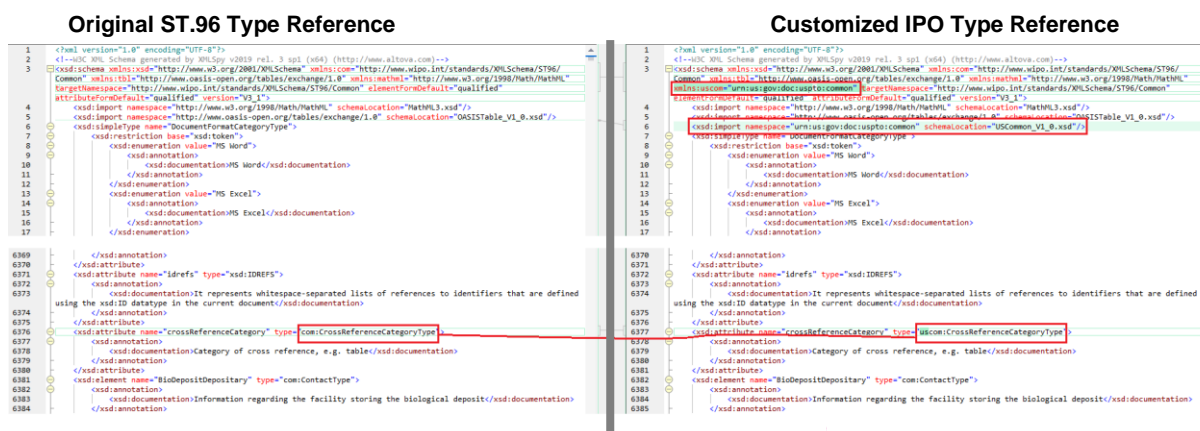 Original ST.96 Type Reference
1 <?xml version="1.0" encoding="UTF-8"?>
2 <!--W3C XML Schema generated by XMLSpy v2019 rel. 3 sp1 (x64) (http://www.altova.com)-->
3 <xsd:schema xmlns:xsd="http://www.w3.org/2001/XMLSchema" xmlns:com="http://www.wipo.int/standards/XMLSchema/ST96/
Common" xmlns:tbl="http://www.oasis-open.org/tables/exchange/1.0" xmlns:mathml="http://www.w3.org/1998/Math/MathML"
targetNamespace="http://www.wipo.int/standards/XMLSchema/ST96/Common" elementFormDefault="qualified"
attributeFormDefault="qualified" version="V3_1">
4 <xsd:import namespace="http://www.w3.org/1998/Math/MathML" schemaLocation="MathML3.xsd"/>
5 <xsd:import namespace="http://www.oasis-open.org/tables/exchange/1.0" schemaLocation="OASISTable_V1_0.xsd"/>
6 <xsd:simpleType name="DocumentFormatCategoryType">
7 <xsd:restriction base="xsd:token">
8 <xsd:enumeration value="MS Word">
9 <xsd:annotation>
10 <xsd:documentation>MS Word</xsd:documentation>
11 </xsd:annotation>
12 </xsd:enumeration>
13 <xsd:enumeration value="MS Excel">
14 <xsd:annotation>
15 <xsd:documentation>MS Excel</xsd:documentation>
16 </xsd:annotation>
17 </xsd:enumeration>
6369 </xsd:annotation>
6370 </xsd:attribute>
6371 <xsd:attribute name="idrefs" type="xsd:IDREFS">
6372 <xsd:annotation>
6373 <xsd:documentation>It represents whitespace-separated lists of references to identifiers that are defined
using the xsd:ID datatype in the current document</xsd:documentation>
6374 </xsd:annotation>
6375 </xsd:attribute>
6376 <xsd:attribute name="crossReferenceCategory" type="com:CrossReferenceCategoryType">
6377 <xsd:annotation>
6378 <xsd:documentation>Category of cross reference, e.g. table</xsd:documentation>
6379 </xsd:annotation>
6380 </xsd:attribute>
6381 <xsd:element name="BioDepositDepositary" type="com:ContactType">
6382 <xsd:annotation>
6383 <xsd:documentation>Information regarding the facility storing the biological deposit</xsd:documentation>
6384 </xsd:annotation>
Customized IPO Type Reference
1 <?xml version="1.0" encoding="UTF-8"?>
2 <!--W3C XML Schema generated by XMLSpy v2019 rel. 3 sp1 (x64) (http://www.altova.com)-->
3 <xsd:schema xmlns:xsd="http://www.w3.org/2001/XMLSchema" xmlns:com="http://www.wipo.int/standards/XMLSchema/ST96/
Common" xmlns:tbl="http://www.oasis-open.org/tables/exchange/1.0" xmlns:mathml="http://www.w3.org/1998/Math/MathML"
xmlns:uscom="urn:us:gov:doc:uspto:common" targetNamespace="http://www.wipo.int/standards/XMLSchema/ST96/Common"
elementFormDefault="qualified" attributeFormDefault="qualified" version="V3_1">
4 <xsd:import namespace="http://www.w3.org/1998/Math/MathML" schemaLocation="MathML3.xsd"/>
5 <xsd:import namespace="http://www.oasis-open.org/tables/exchange/1.0" schemaLocation="OASISTable_V1_0.xsd"/>
6 <xsd:import namespace="urn:us:gov:doc:uspto:common" schemaLocation="USCommon_V1_0.xsd"/>
7 <xsd:simpleType name="DocumentFormatCategoryType">
8 <xsd:restriction base="xsd:token">
9 <xsd:enumeration value="MS Word">
10 <xsd:annotation>
11 <xsd:documentation>MS Word</xsd:documentation>
12 </xsd:annotation>
13 </xsd:enumeration>
14 <xsd:enumeration value="MS Excel">
15 <xsd:annotation>
16 <xsd:documentation>MS Excel</xsd:documentation>
17 </xsd:annotation>
6370 </xsd:annotation>
6371 </xsd:attribute>
6372 <xsd:attribute name="idrefs" type="xsd:IDREFS">
6373 <xsd:annotation>
6374 <xsd:documentation>It represents whitespace-separated lists of references to identifiers that are defined
using the xsd:ID datatype in the current document</xsd:documentation>
6375 </xsd:annotation>
6376 </xsd:attribute>
6377 <xsd:attribute name="crossReferenceCategory" type="uscom:CrossReferenceCategoryType">
6378 <xsd:annotation>
6379 <xsd:documentation>Category of cross reference, e.g. table</xsd:documentation>
6380 </xsd:annotation>
6381 </xsd:attribute>
6382 <xsd:element name="BioDepositDepositary" type="com:ContactType">
6383 <xsd:annotation>
6384 <xsd:documentation>Information regarding the facility storing the biological deposit</xsd:documentation>
6385 </xsd:annotation>